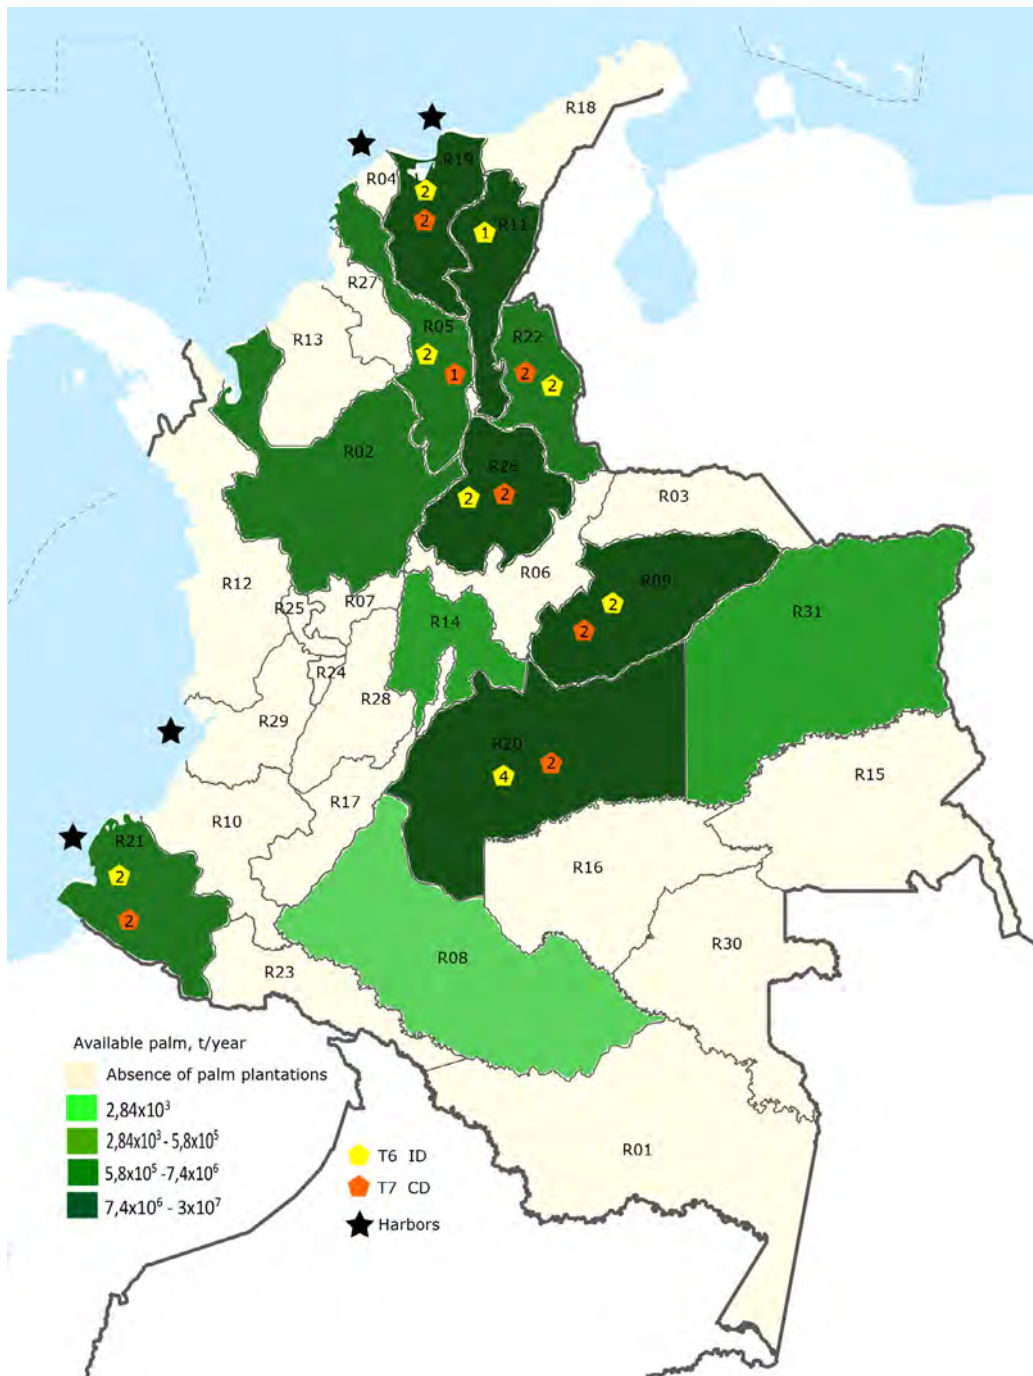 R18
R19
R04
2
2
R11
1
R27
R05
R13
R22
2
1
2
2
R02
R26
2
2
R03
R12
R06
R09
R07
R25
2
R31
R14
2
R24
R28
R29
R20
2
4
R15
R17
R10
R21
R16
2
2
R30
R08
R23
Available palm, t/year
Absence of palm plantations
2,84x10³
2,84x10³ - 5,8x10⁵
5,8x10⁵ -7,4x10⁶
7,4x10⁶ - 3x10⁷
T6 ID
T7 CD
Harbors
R01